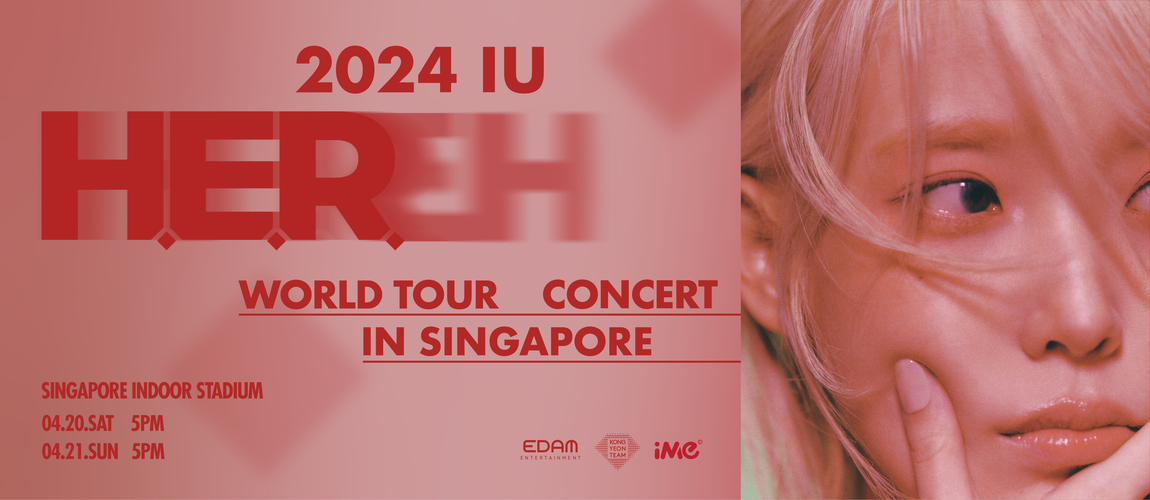 2024 IU
H.E.R.EH
WORLD TOUR CONCERT
IN SINGAPORE
SINGAPORE INDOOR STADIUM
04.20.SAT 5PM
04.21.SUN 5PM
EDAM
ENTERTAINMENT
KONG
YEON
TEAM
iMe©